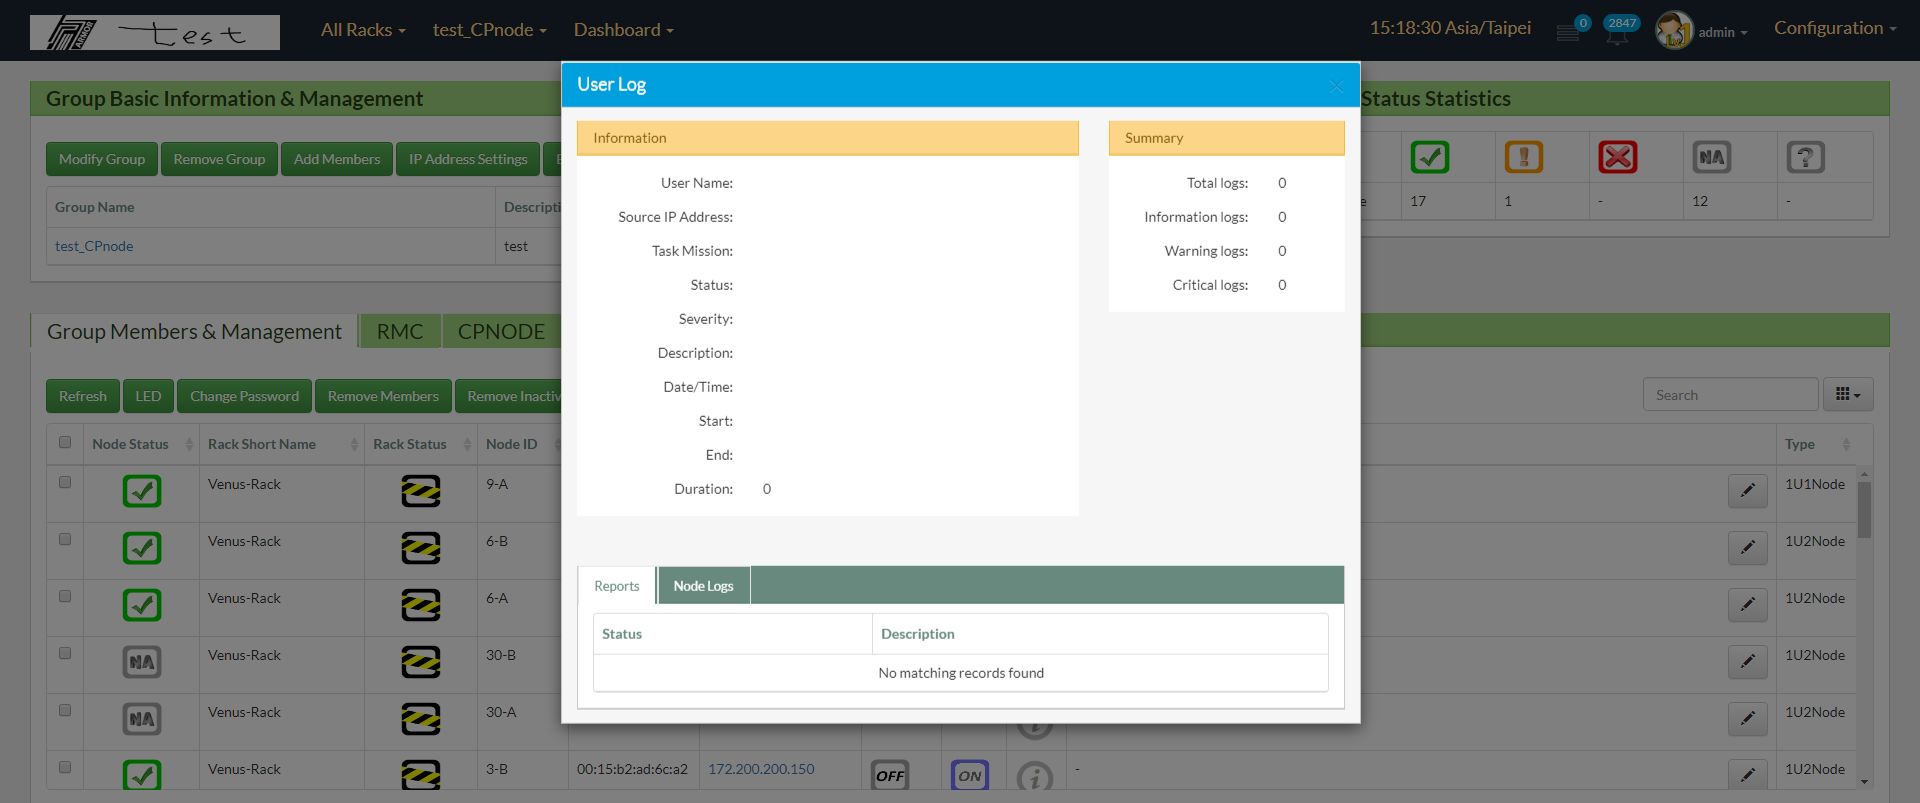 ARMOR test All Racks test_CPnode Dashboard 15:18:30 Asia/Taipei 0 2847 admin Configuration
User Log
Group Basic Information & Management
Status Statistics
Information
Summary
Modify Group Remove Group Add Members IP Address Settings
NA ?
User Name:
Source IP Address:
Task Mission:
Status:
Severity:
Description:
Date/Time:
Start:
End:
Duration: 0
Total logs: 0
Information logs: 0
Warning logs: 0
Critical logs: 0
Group Name Descripti
test_CPnode test
e 17 1 - 12 -
Group Members & Management RMC CPNODE
Refresh LED Change Password Remove Members Remove Inactiv
Search
Node Status Rack Short Name Rack Status Node ID Type
Venus-Rack 9-A 1U1Node
Venus-Rack 6-B 1U2Node
Venus-Rack 6-A 1U2Node
NA Venus-Rack 30-B 1U2Node
NA Venus-Rack 30-A 1U2Node
Venus-Rack 3-B 00:15:b2:ad:6c:a2 172.200.200.150 OFF ON i - 1U2Node
Reports Node Logs
Status Description
No matching records found